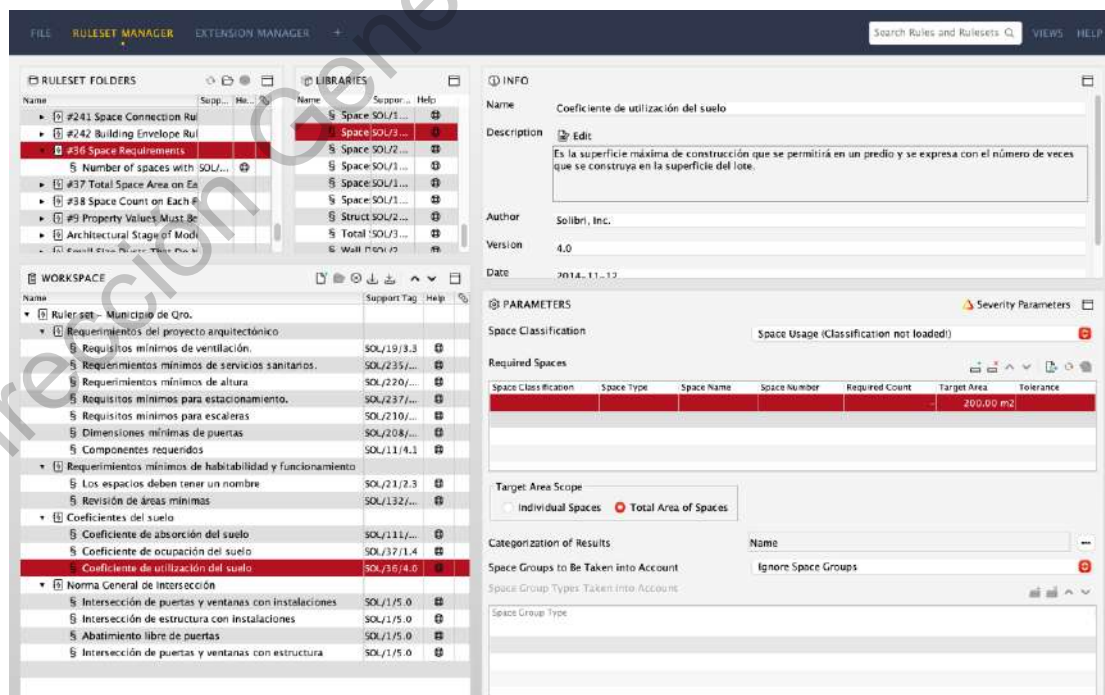 FILE RULESET MANAGER EXTENSION MANAGER + Search Rules and Rulesets VIEWS HELP
RULESET FOLDERS
Name Supp... He...
#241 Space Connection Rul
#242 Building Envelope Rul
#36 Space Requirements
§ Number of spaces with SOL/...
#37 Total Space Area on Ea
#38 Space Count on Each F
#9 Property Values Must Be
Architectural Stage of Mode
LIBRARIES
Name Suppor... Help
§ Space SOL/1...
§ Space SOL/3...
§ Space SOL/2...
§ Space SOL/1...
§ Space SOL/1...
§ Space SOL/1...
§ Struct SOL/2...
§ Total SOL/3...
§ Wall
INFO
Name Coeficiente de utilización del suelo
Description Edit
Es la superficie máxima de construcción que se permitirá en un predio y se expresa con el número de veces
que se construya en la superficie del lote.
Author Solibri, Inc.
Version 4.0
Date 2014-11-12
WORKSPACE
Name Support Tag Help
Ruler set - Municipio de Qro.
Requerimientos del proyecto arquitectónico
§ Requisitos mínimos de ventilación. SOL/19/3.3
§ Requerimientos mínimos de servicios sanitarios. SOL/235/...
§ Requerimientos mínimos de altura SOL/220/...
§ Requisitos mínimos para estacionamiento. SOL/237/...
§ Requisitos mínimos para escaleras SOL/210/...
§ Dimensiones mínimas de puertas SOL/208/...
§ Componentes requeridos SOL/11/4.1
Requerimientos mínimos de habitabilidad y funcionamiento
§ Los espacios deben tener un nombre SOL/21/2.3
§ Revisión de áreas mínimas SOL/132/...
Coeficientes del suelo
§ Coeficiente de absorción del suelo SOL/111/...
§ Coeficiente de ocupación del suelo SOL/37/1.4
§ Coeficiente de utilización del suelo SOL/36/4.0
Norma General de Intersección
§ Intersección de puertas y ventanas con instalaciones SOL/1/5.0
§ Intersección de estructura con instalaciones SOL/1/5.0
§ Abatimiento libre de puertas SOL/1/5.0
§ Intersección de puertas y ventanas con estructura SOL/1/5.0
PARAMETERS Severity Parameters
Space Classification Space Usage (Classification not loaded!)
Required Spaces
Space Classification Space Type Space Name Space Number Required Count Target Area Tolerance
- 200.00 m2
Target Area Scope
Individual Spaces Total Area of Spaces
Categorization of Results Name ...
Space Groups to Be Taken into Account Ignore Space Groups
Space Group Types Taken into Account
Space Group Type
Dirección Gene